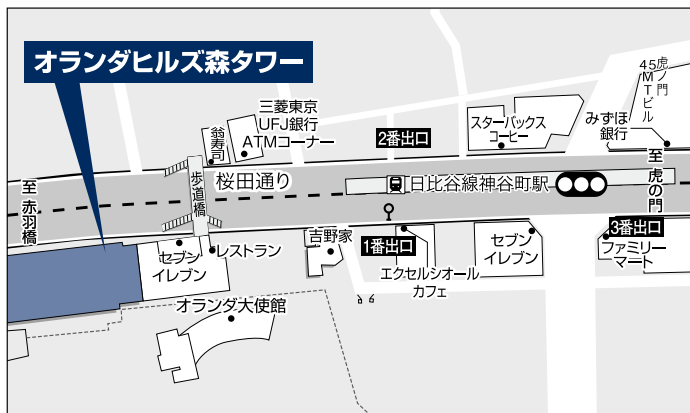 オランダヒルズ森タワー
三菱東京
UFJ銀行
ATMコーナー
翁寿司
2番出口
スターバックス
コーヒー
虎ノ門
45MTビル
みずほ
銀行
至 赤羽橋
歩道橋
桜田通り
日比谷線神谷町駅
至 虎の門
セブン
イレブン
レストラン
吉野家
1番出口
エクセルシオール
カフェ
セブン
イレブン
3番出口
ファミリー
マート
オランダ大使館